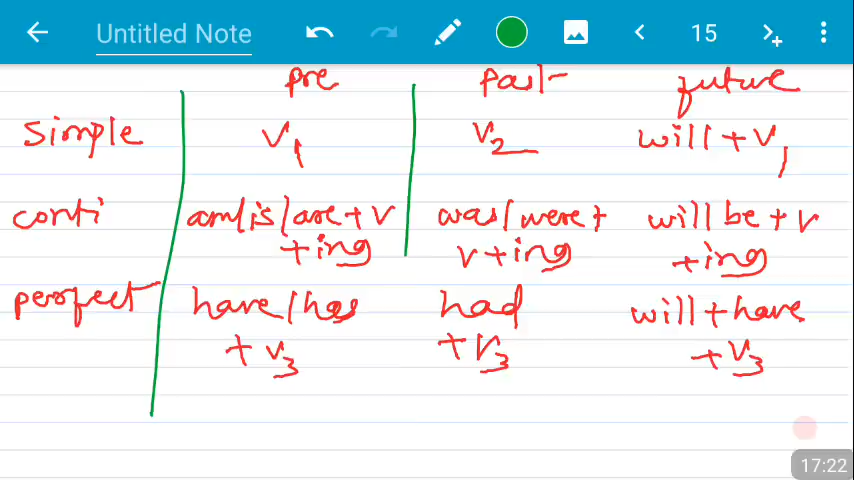 Untitled Note
15
pre past future
Simple V1 V2 will + V1
conti am/is/are + V + ing was/were + V + ing will be + V + ing
perfect have/has + V3 had + V3 will + have + V3
17:22